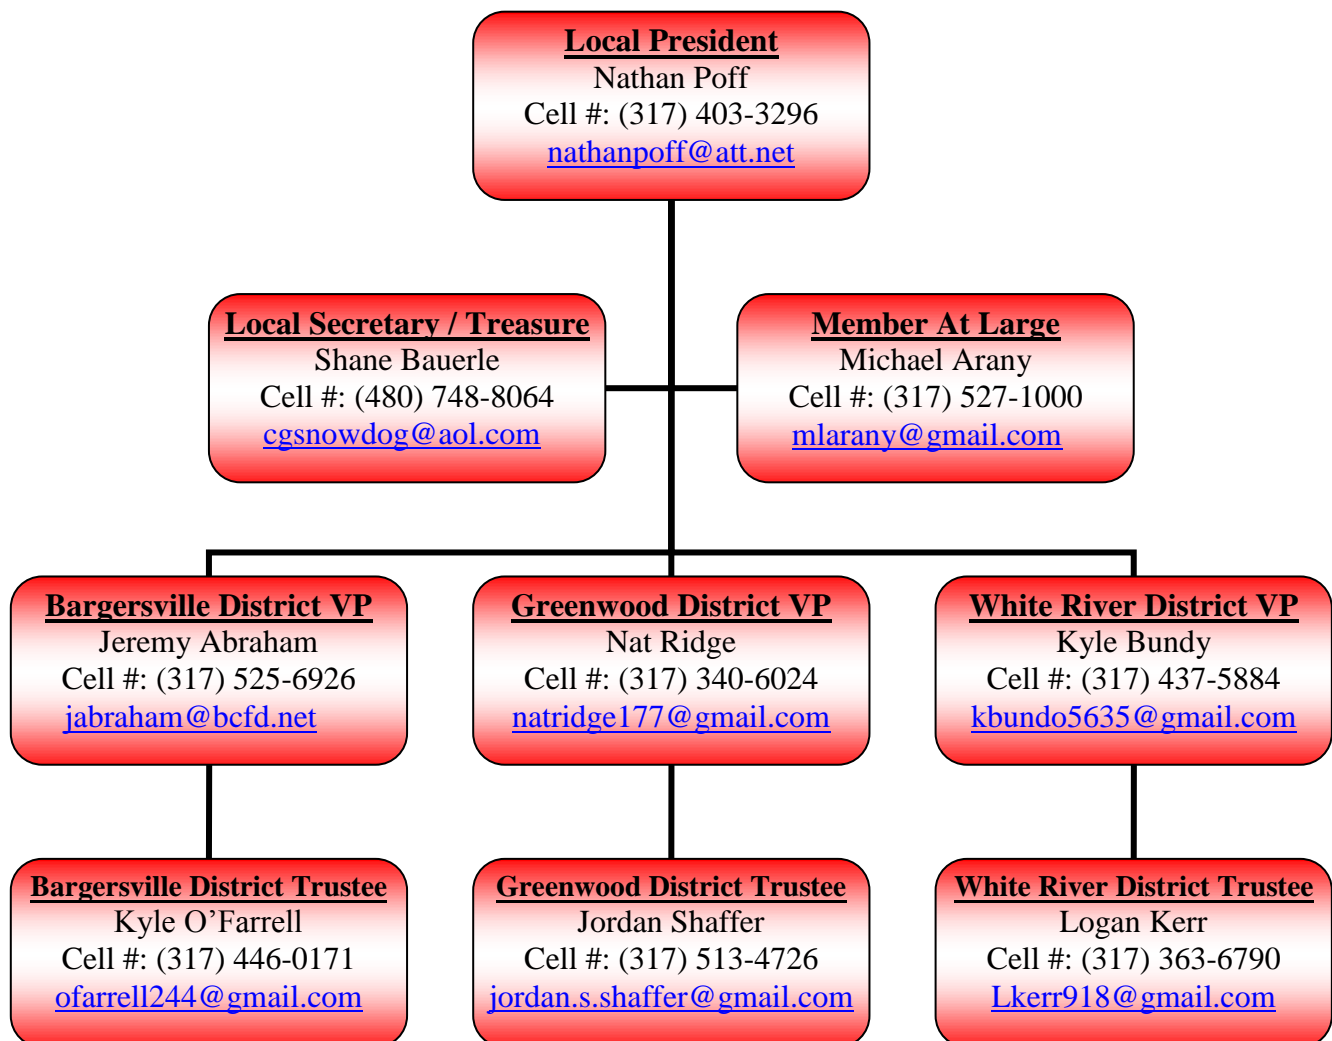 Local President
Nathan Poff
Cell #: (317) 403-3296
nathanpoff@att.net
Local Secretary / Treasure
Shane Bauerle
Cell #: (480) 748-8064
cgsnowdog@aol.com
Member At Large
Michael Arany
Cell #: (317) 527-1000
mlarany@gmail.com
Bargersville District VP
Jeremy Abraham
Cell #: (317) 525-6926
jabraham@bcfd.net
Greenwood District VP
Nat Ridge
Cell #: (317) 340-6024
natridge177@gmail.com
White River District VP
Kyle Bundy
Cell #: (317) 437-5884
kbundo5635@gmail.com
Bargersville District Trustee
Kyle O’Farrell
Cell #: (317) 446-0171
ofarrell244@gmail.com
Greenwood District Trustee
Jordan Shaffer
Cell #: (317) 513-4726
jordan.s.shaffer@gmail.com
White River District Trustee
Logan Kerr
Cell #: (317) 363-6790
Lkerr918@gmail.com